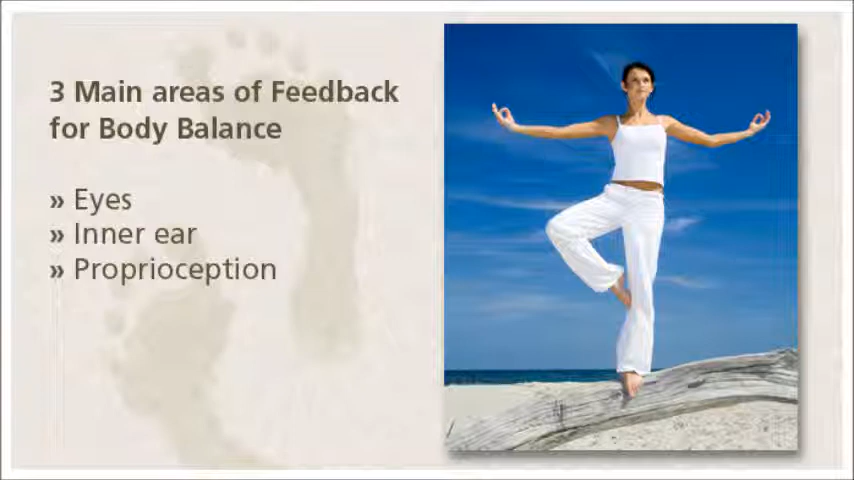 3 Main areas of Feedback
for Body Balance
» Eyes
» Inner ear
» Proprioception